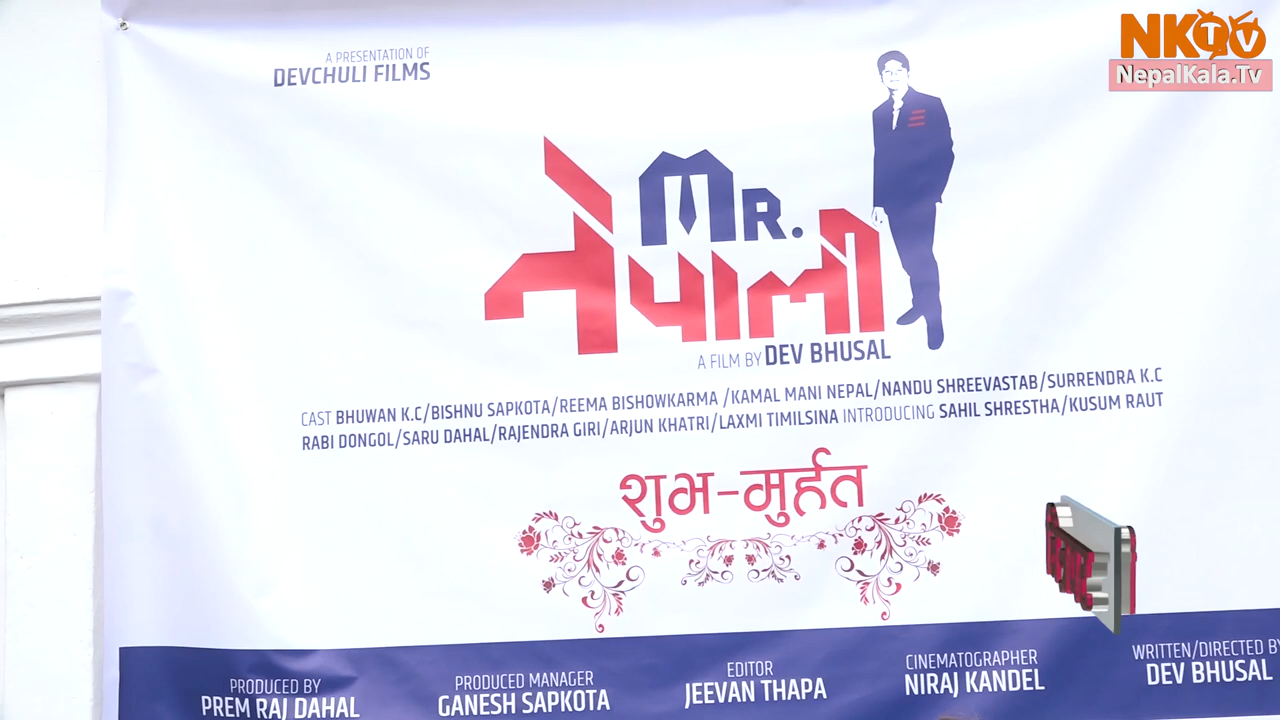 NK TV
NepalKala.Tv
A PRESENTATION OF
DEVCHULI FILMS
MR.
नेपाली
A FILM BY DEV BHUSAL
CAST BHUWAN K.C/BISHNU SAPKOTA/REEMA BISHOWKARMA /KAMAL MANI NEPAL/NANDU SHREEVASTAB/SURRENDRA K.C
RABI DONGOL/SARU DAHAL/RAJENDRA GIRI/ARJUN KHATRI/LAXMI TIMILSINA INTRODUCING SAHIL SHRESTHA/KUSUM RAUT
शुभ-मुर्हत
PRODUCED BY
PREM RAJ DAHAL
PRODUCED MANAGER
GANESH SAPKOTA
EDITOR
JEEVAN THAPA
CINEMATOGRAPHER
NIRAJ KANDEL
WRITTEN/DIRECTED BY
DEV BHUSAL